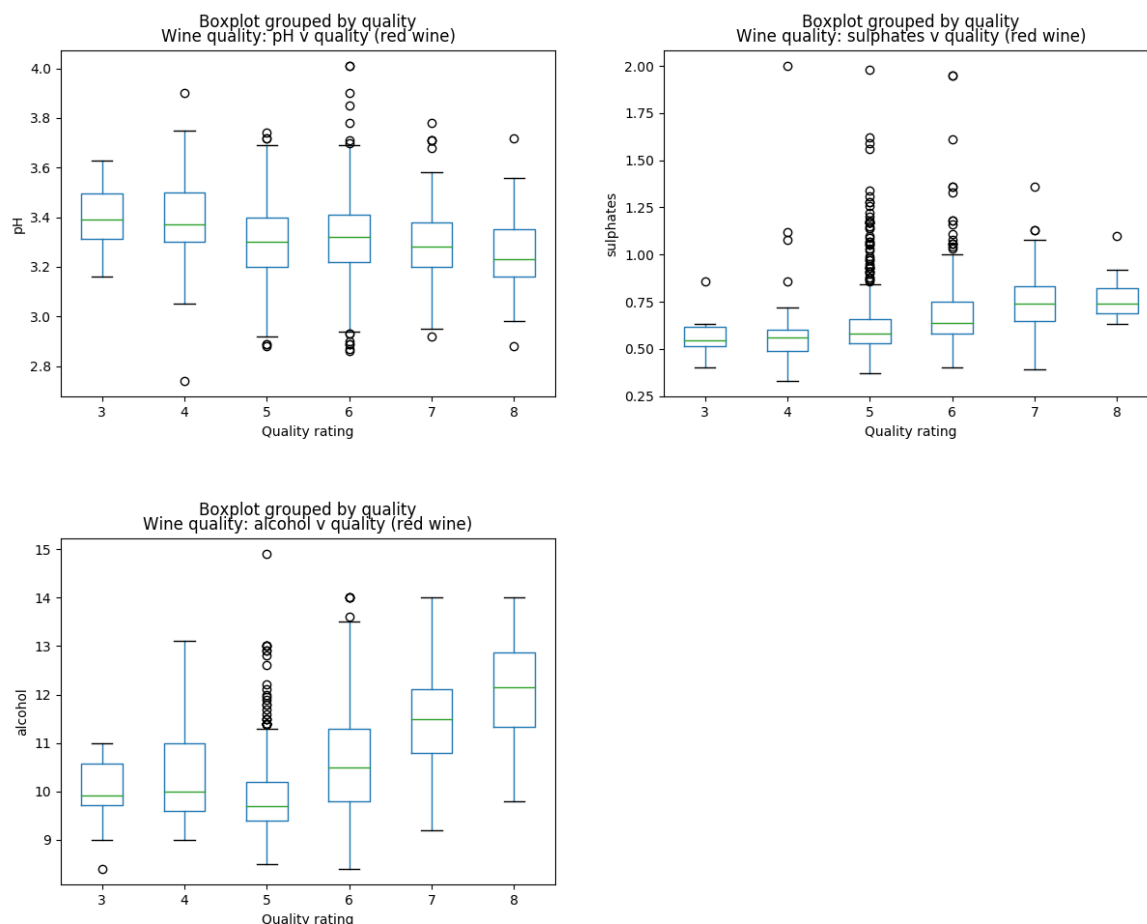 Boxplot grouped by quality
Wine quality: pH v quality (red wine)
4.0
3.8
3.6
3.4
3.2
3.0
2.8
pH
3 4 5 6 7 8
Quality rating
Boxplot grouped by quality
Wine quality: sulphates v quality (red wine)
2.00
1.75
1.50
1.25
1.00
0.75
0.50
0.25
sulphates
3 4 5 6 7 8
Quality rating
Boxplot grouped by quality
Wine quality: alcohol v quality (red wine)
15
14
13
12
11
10
9
alcohol
3 4 5 6 7 8
Quality rating